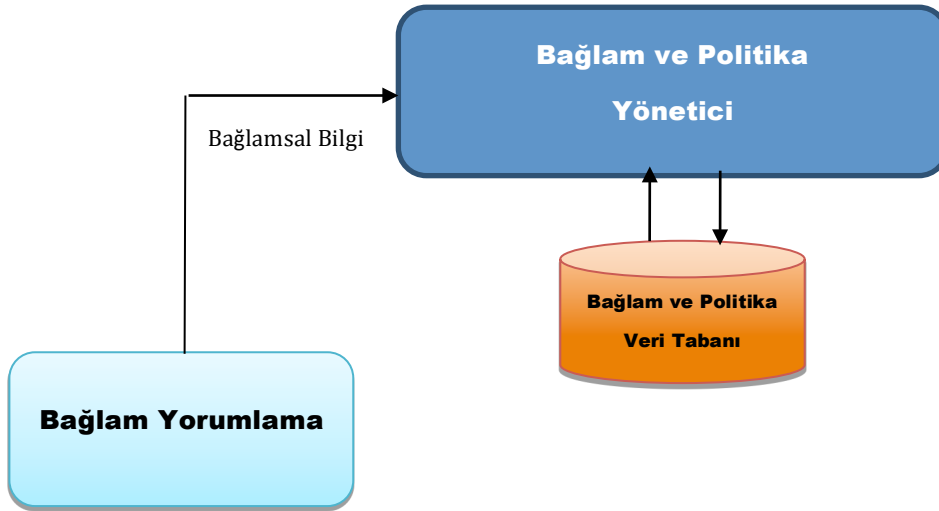 Bağlam ve Politika
Yönetici
Bağlamsal Bilgi
Bağlam ve Politika
Veri Tabanı
Bağlam Yorumlama